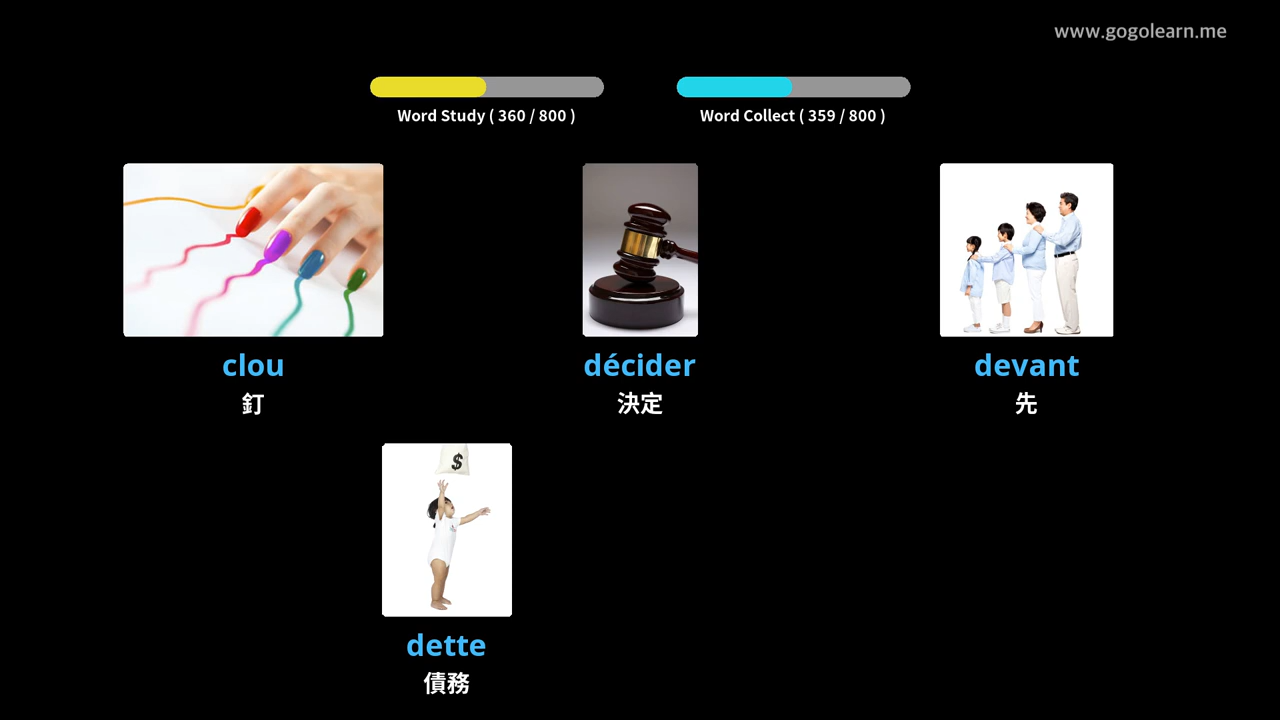 www.gogolearn.me
Word Study ( 360 / 800 )
Word Collect ( 359 / 800 )
clou
釘
décider
決定
devant
先
$
dette
債務